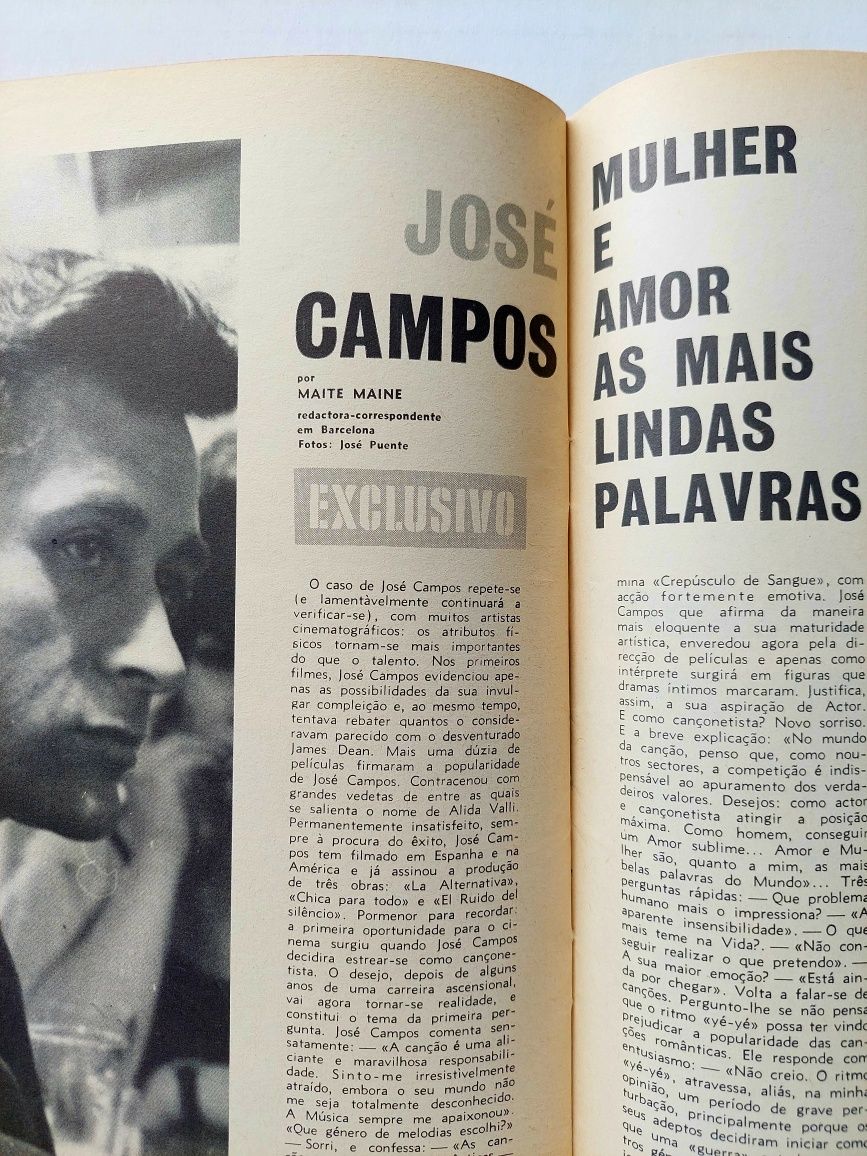 JOSÉ
CAMPOS
por
MAITE MAINE
redactora-correspondente
em Barcelona
Fotos: José Puente
EXCLUSIVO
O caso de José Campos repete-se
(e lamentàvelmente continuará a
verificar-se), com muitos artistas
cinematográficos: os atributos fí-
sicos tornam-se mais importantes
do que o talento. Nos primeiros
filmes, José Campos evidenciou ape-
nas as possibilidades da sua invul-
gar compleição e, ao mesmo tempo,
tentava rebater quantos o conside-
ravam parecido com o desventurado
James Dean. Mais uma dúzia de
películas firmaram a popularidade
de José Campos. Contracenou com
grandes vedetas de entre as quais
se salienta o nome de Alida Valli.
Permanentemente insatisfeito, sem-
pre à procura do êxito, José Cam-
pos tem filmado em Espanha e na
América e já assinou a produção
de três obras: «La Alternativa»,
«Chica para todo» e «El Ruido del
silêncio». Pormenor para recordar:
a primeira oportunidade para o ci-
nema surgiu quando José Campos
decidira estrear-se como cançone-
tista. O desejo, depois de alguns
anos de uma carreira ascensional,
vai agora tornar-se realidade, e
constitui o tema da primeira per-
gunta. José Campos comenta sen-
satamente: — «A canção é uma ali-
ciante e maravilhosa responsabili-
dade. Sinto-me irresistìvelmente
atraído, embora o seu mundo não
me seja totalmente desconhecido.
A Música sempre me apaixonou».
«Que género de melodias escolhi?»
— Sorri, e confessa: — «As can-
MULHER
E
AMOR
AS MAIS
LINDAS
PALAVRAS
mina «Crepúsculo de Sangue», com
acção fortemente emotiva. José
Campos que afirma da maneira
mais eloquente a sua maturidade
artística, enveredou agora pela di-
recção de películas e apenas como
intérprete surgirá em figuras que
dramas íntimos marcaram. Justifica,
assim, a sua aspiração de Actor.
E como cançonetista? Novo sorriso.
E a breve explicação: «No mundo
da canção, penso que, como nou-
tros sectores, a competição é indis-
pensável ao apuramento dos verda-
deiros valores. Desejos: como actor
e cançonetista atingir a posição
máxima. Como homem, conseguir
um Amor sublime... Amor e Mu-
lher são, quanto a mim, as mais
belas palavras do Mundo»... Três
perguntas rápidas: — Que problema
humano mais o impressiona? — «A
aparente insensibilidade». — O que
mais teme na Vida?. — «Não con-
seguir realizar o que pretendo». —
A sua maior emoção? — «Está ain-
da por chegar». Volta a falar-se de
canções. Pergunto-lhe se não pensa
que o ritmo «yé-yé» possa ter vindo
prejudicar a popularidade das can-
ções românticas. Ele responde com
entusiasmo: — «Não creio. O ritmo
«yé-yé», atravessa, aliás, na minha
opinião, um período de grave per-
turbação, principalmente porque os
seus adeptos decidiram iniciar como
que uma «guerra»